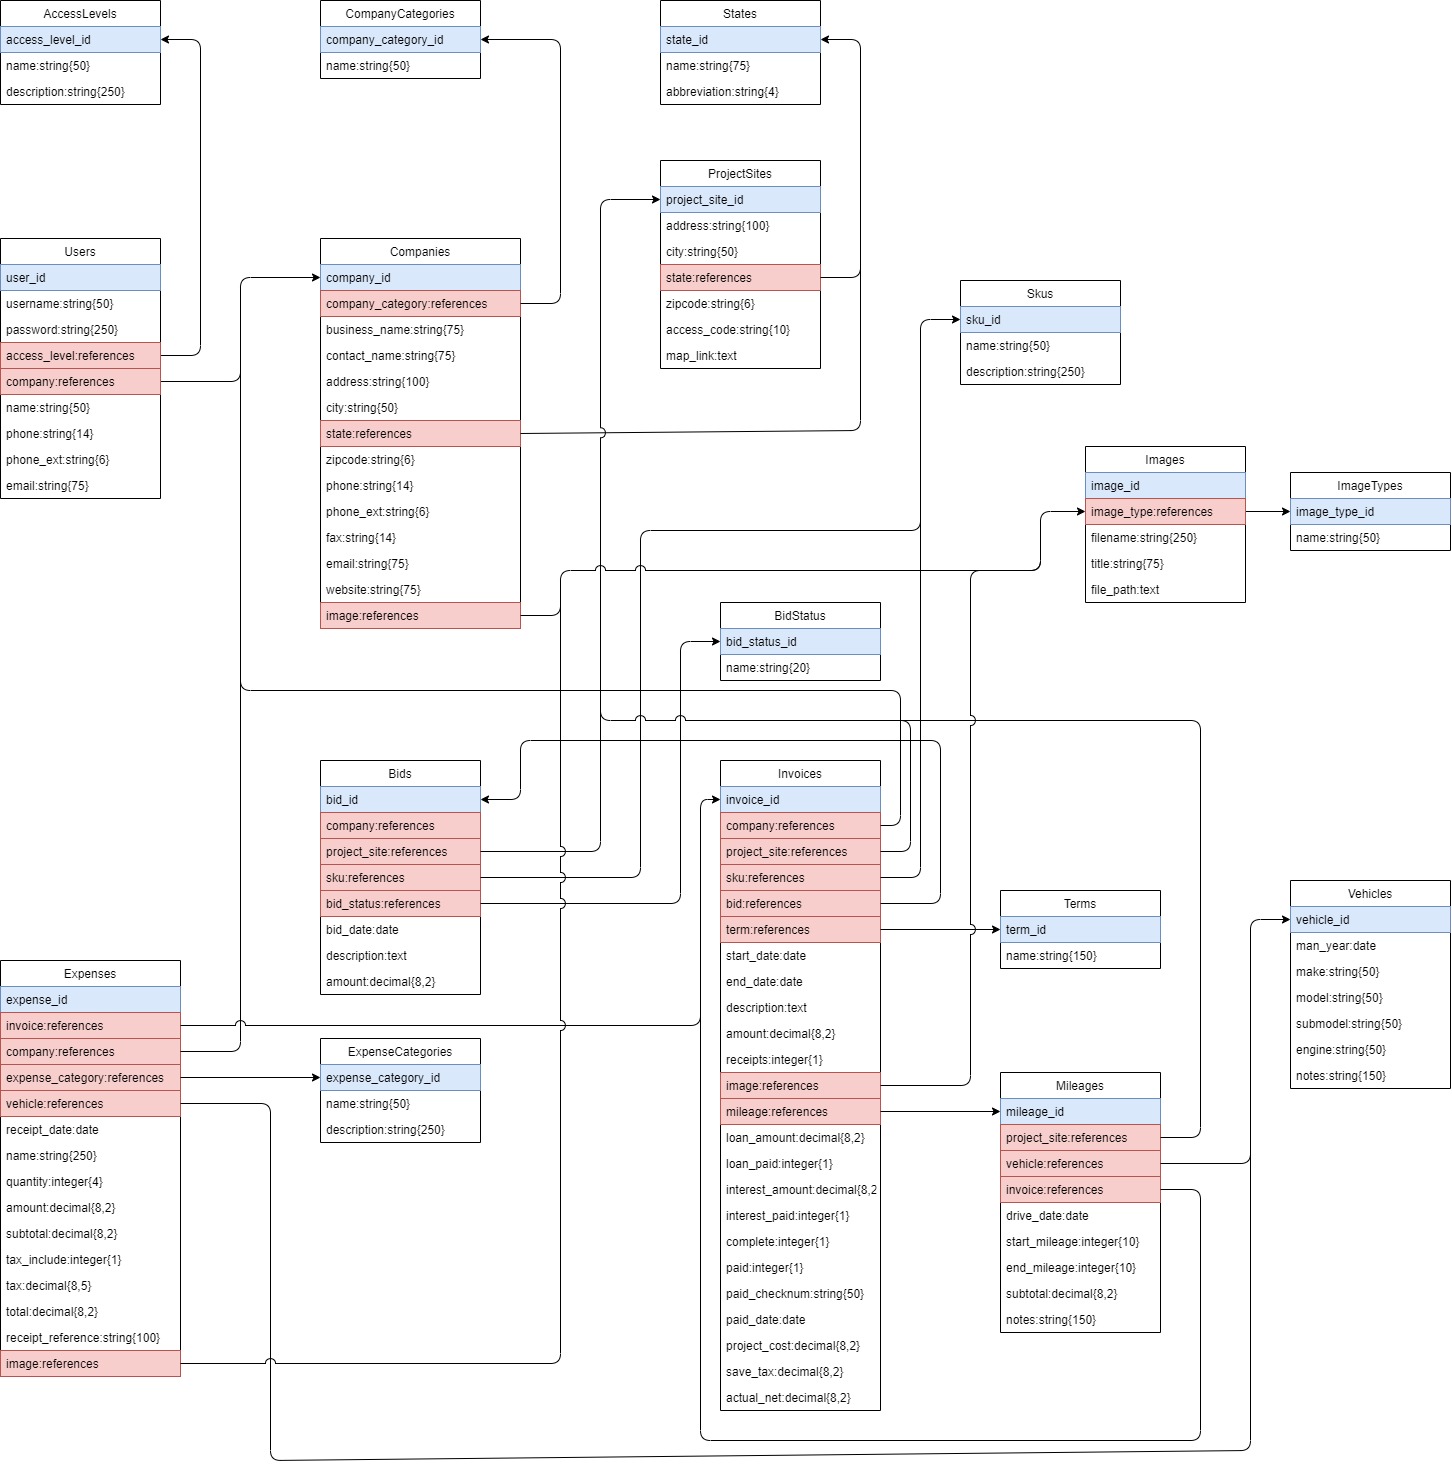 AccessLevels
access_level_id
name:string{50}
description:string{250}
CompanyCategories
company_category_id
name:string{50}
States
state_id
name:string{75}
abbreviation:string{4}
ProjectSites
project_site_id
address:string{100}
city:string{50}
state:references
zipcode:string{6}
access_code:string{10}
map_link:text
Users
user_id
username:string{50}
password:string{250}
access_level:references
company:references
name:string{50}
phone:string{14}
phone_ext:string{6}
email:string{75}
Companies
company_id
company_category:references
business_name:string{75}
contact_name:string{75}
address:string{100}
city:string{50}
state:references
zipcode:string{6}
phone:string{14}
phone_ext:string{6}
fax:string{14}
email:string{75}
website:string{75}
image:references
Skus
sku_id
name:string{50}
description:string{250}
Images
image_id
image_type:references
filename:string{250}
title:string{75}
file_path:text
ImageTypes
image_type_id
name:string{50}
BidStatus
bid_status_id
name:string{20}
Bids
bid_id
company:references
project_site:references
sku:references
bid_status:references
bid_date:date
description:text
amount:decimal{8,2}
Invoices
invoice_id
company:references
project_site:references
sku:references
bid:references
term:references
start_date:date
end_date:date
description:text
amount:decimal{8,2}
receipts:integer{1}
image:references
mileage:references
loan_amount:decimal{8,2}
loan_paid:integer{1}
interest_amount:decimal{8,2
interest_paid:integer{1}
complete:integer{1}
paid:integer{1}
paid_checknum:string{50}
paid_date:date
project_cost:decimal{8,2}
save_tax:decimal{8,2}
actual_net:decimal{8,2}
Terms
term_id
name:string{150}
Vehicles
vehicle_id
man_year:date
make:string{50}
model:string{50}
submodel:string{50}
engine:string{50}
notes:string{150}
Expenses
expense_id
invoice:references
company:references
expense_category:references
vehicle:references
receipt_date:date
name:string{250}
quantity:integer{4}
amount:decimal{8,2}
subtotal:decimal{8,2}
tax_include:integer{1}
tax:decimal{8,5}
total:decimal{8,2}
receipt_reference:string{100}
image:references
ExpenseCategories
expense_category_id
name:string{50}
description:string{250}
Mileages
mileage_id
project_site:references
vehicle:references
invoice:references
drive_date:date
start_mileage:integer{10}
end_mileage:integer{10}
subtotal:decimal{8,2}
notes:string{150}